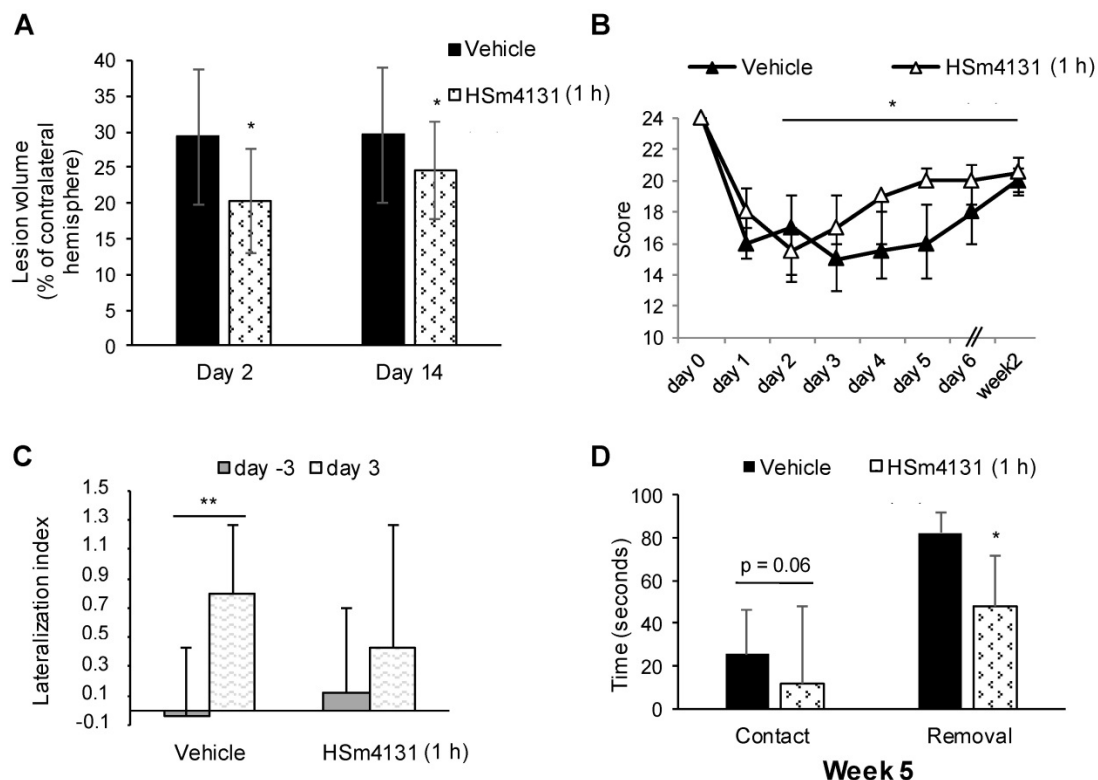 A
Vehicle
HSm4131 (1 h)
Lesion volume
(% of contralateral
hemisphere)
40
35
30
25
20
15
10
5
0
*
*
Day 2
Day 14
B
Vehicle
HSm4131 (1 h)
*
Score
24
22
20
18
16
14
12
10
day 0
day 1
day 2
day 3
day 4
day 5
day 6
week2
C
day -3
day 3
Lateralization index
1.5
1.3
1.1
0.9
0.7
0.5
0.3
0.1
-0.1
**
Vehicle
HSm4131 (1 h)
D
Vehicle
HSm4131 (1 h)
Time (seconds)
100
80
60
40
20
0
p = 0.06
*
Contact
Removal
Week 5